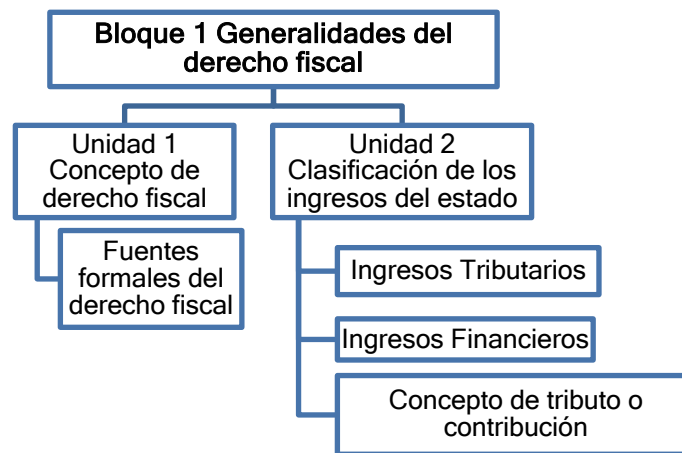 Bloque 1 Generalidades del
derecho fiscal
Unidad 1
Concepto de
derecho fiscal
Fuentes
formales del
derecho fiscal
Unidad 2
Clasificación de los
ingresos del estado
Ingresos Tributarios
Ingresos Financieros
Concepto de tributo o
contribución